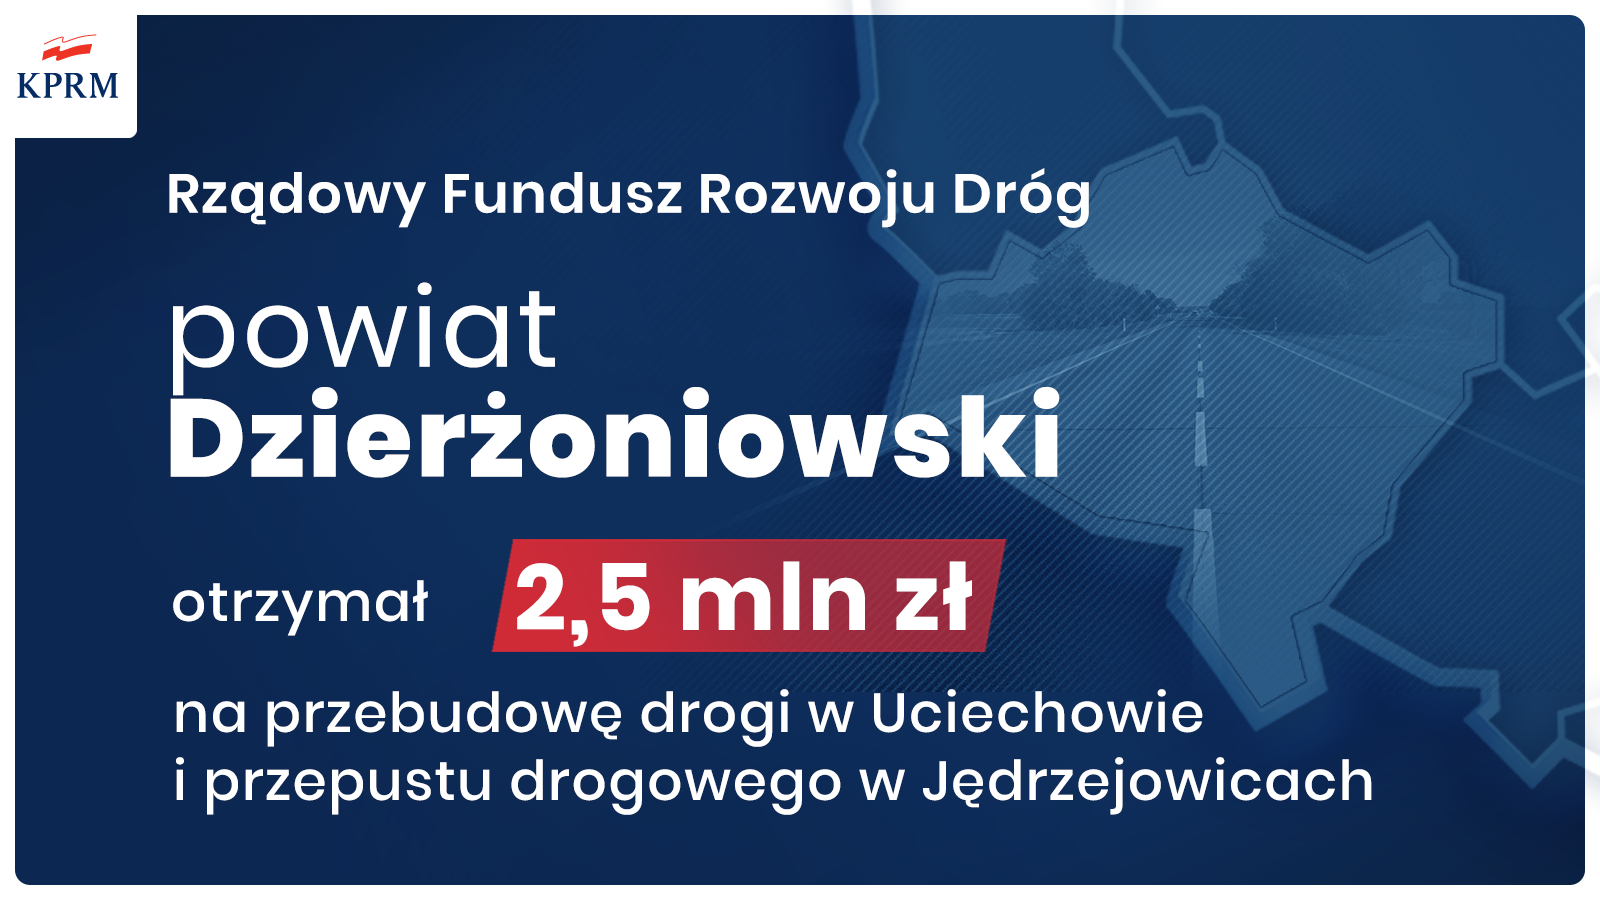 KPRM
Rządowy Fundusz Rozwoju Dróg
powiat
Dzierżoniowski
otrzymał 2,5 mln zł
na przebudowę drogi w Uciechowie
i przepustu drogowego w Jędrzejowicach